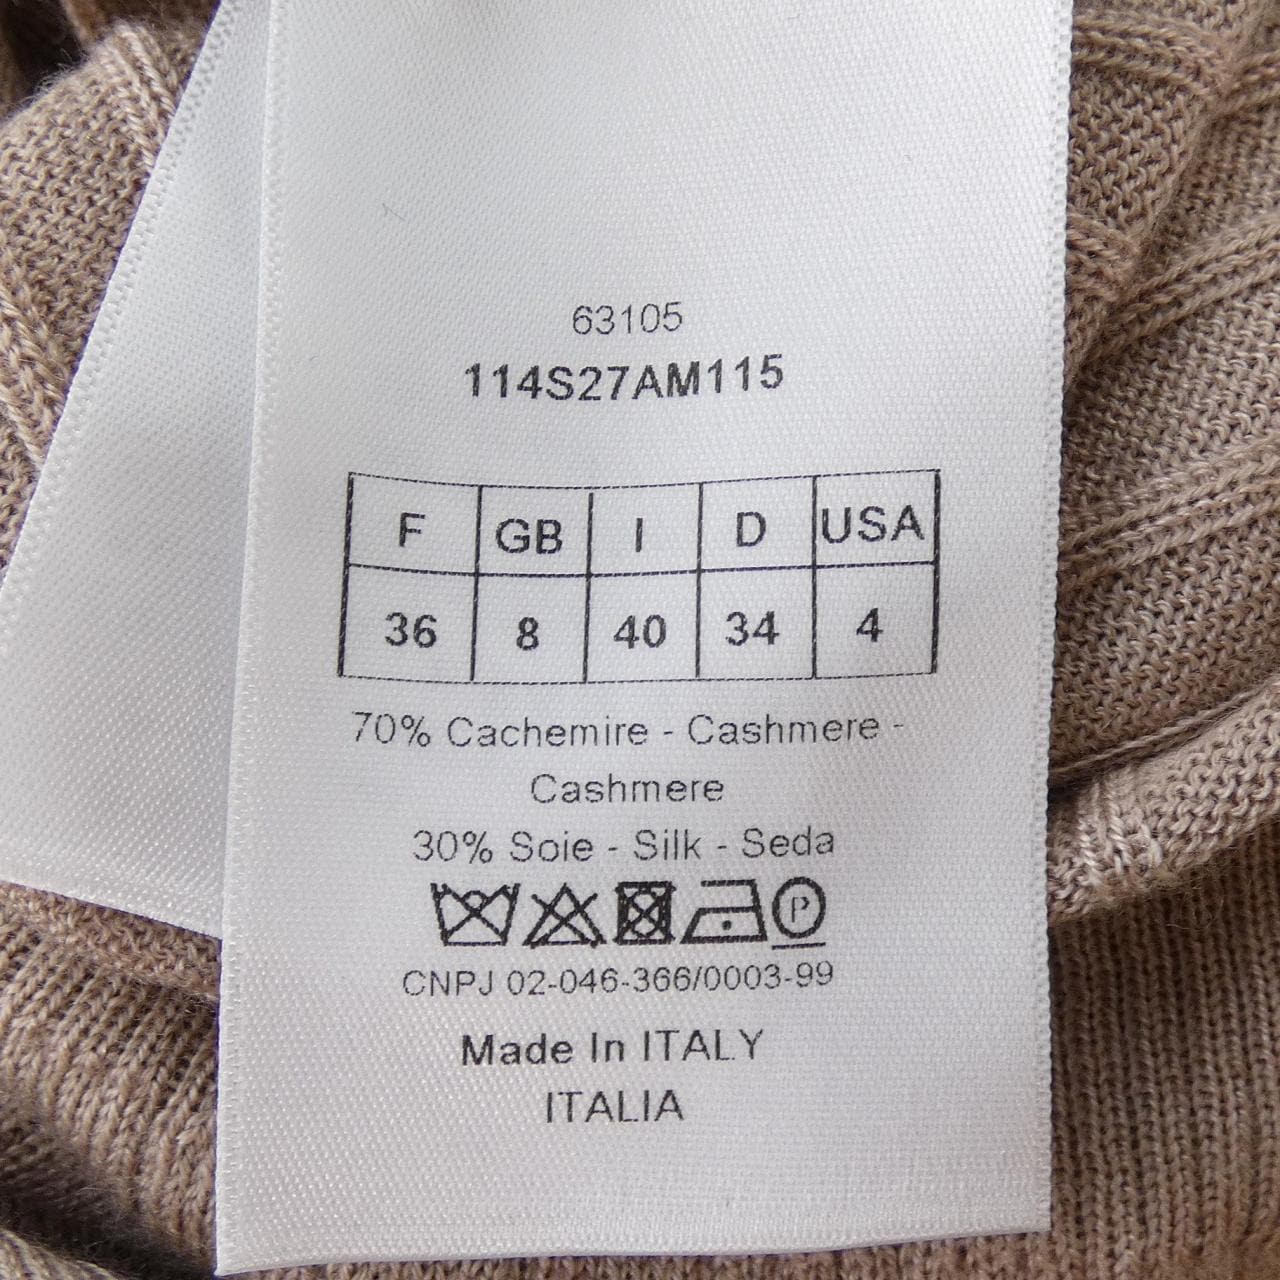 63105
114S27AM115
F GB I D USA
36 8 40 34 4
70% Cachemire - Cashmere -
Cashmere
30% Soie - Silk - Seda
P
CNPJ 02-046-366/0003-99
Made In ITALY
ITALIA